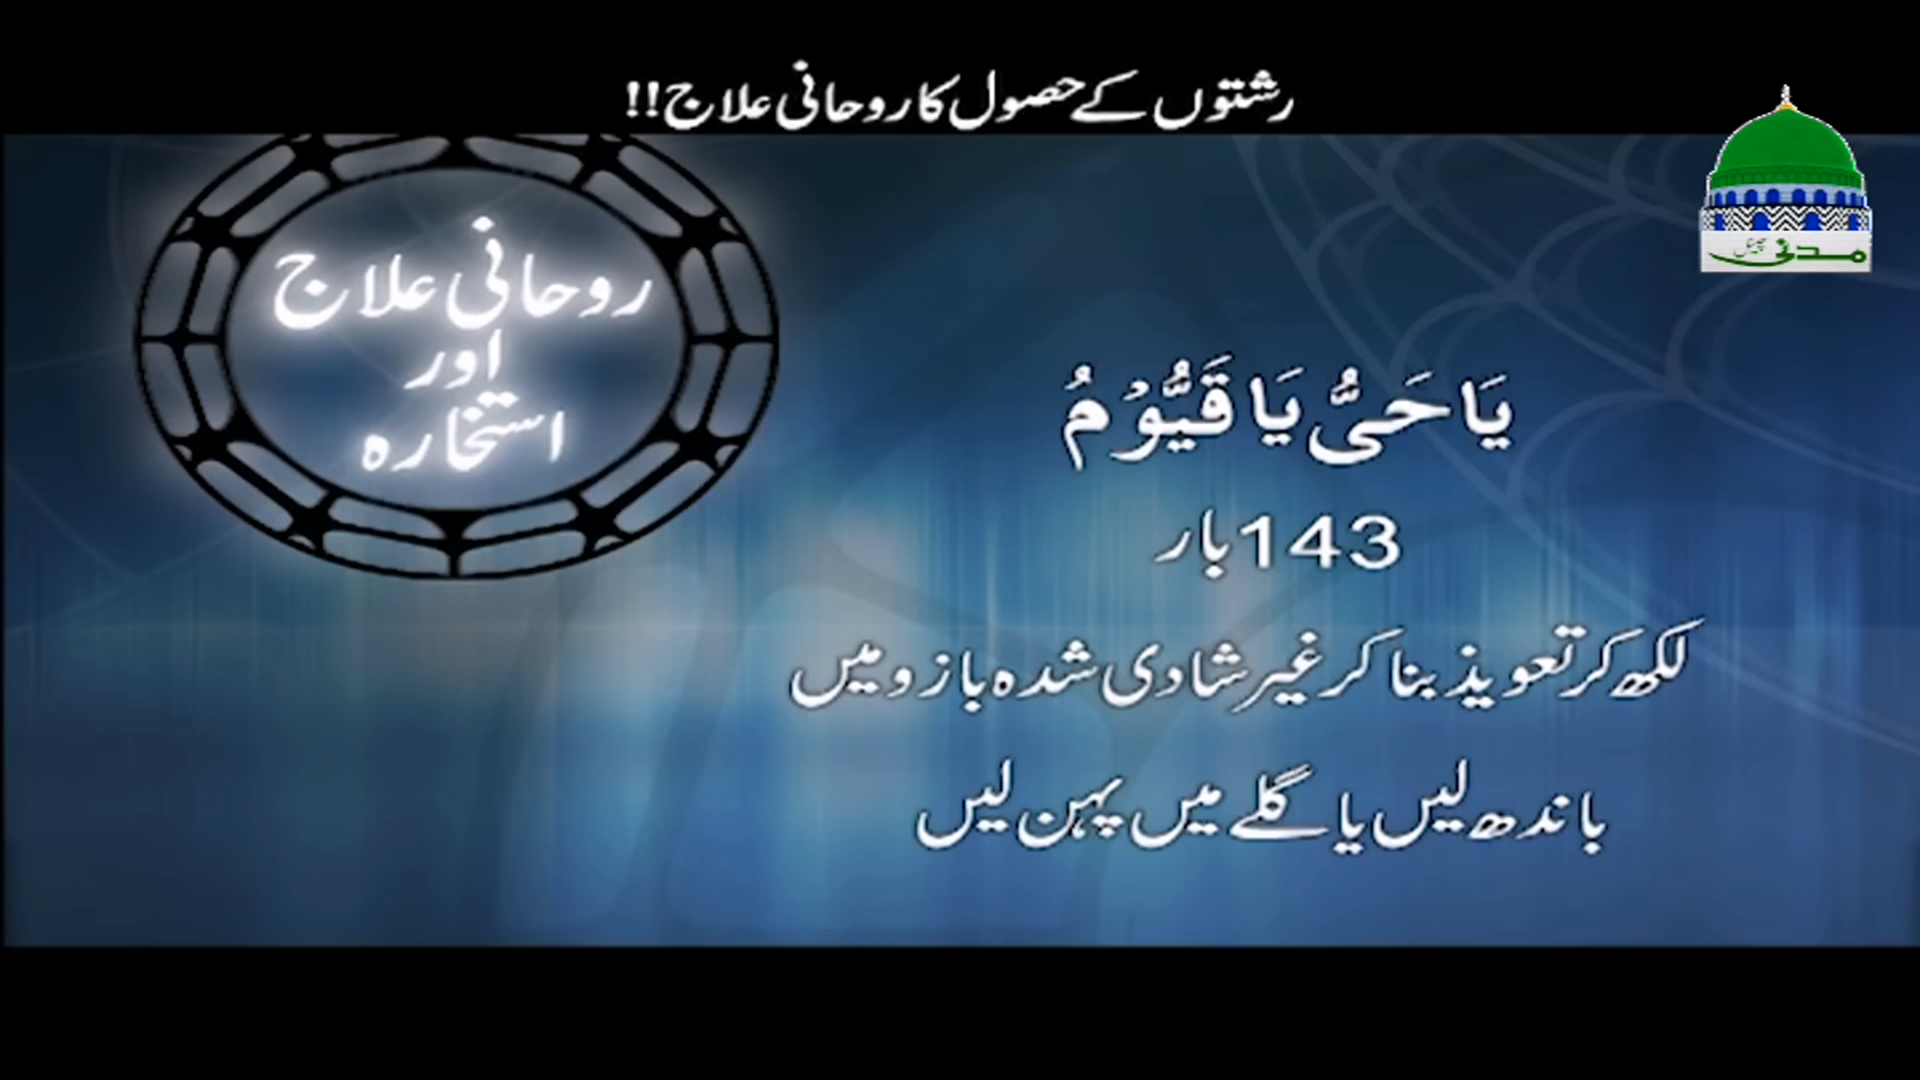 رشتوں کے حصول کا روحانی علاج!!
مدنی چینل
روحانی علاج
اور
استخارہ
یَا حَیُّ یَا قَیُّوْمُ
143 بار
لکھ کر تعویذ بنا کر غیر شادی شدہ بازو میں
باندھ لیں یا گلے میں پہن لیں